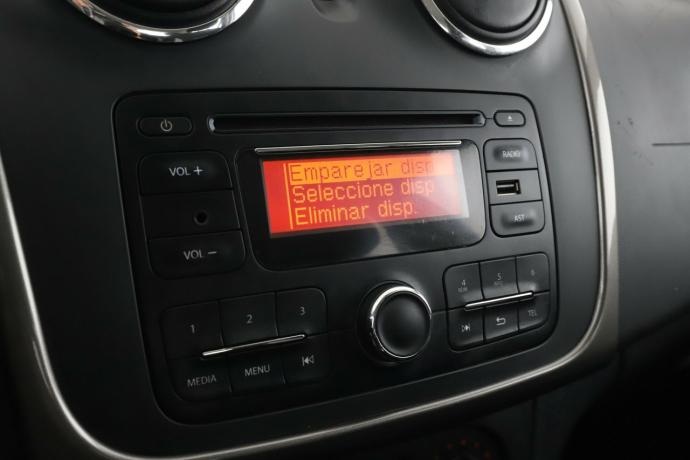 VOL +
VOL -
Emparejar disp
Seleccione disp
Eliminar disp.
RADIO
AST
1 2 3
MEDIA MENU
4 5 6
TEL